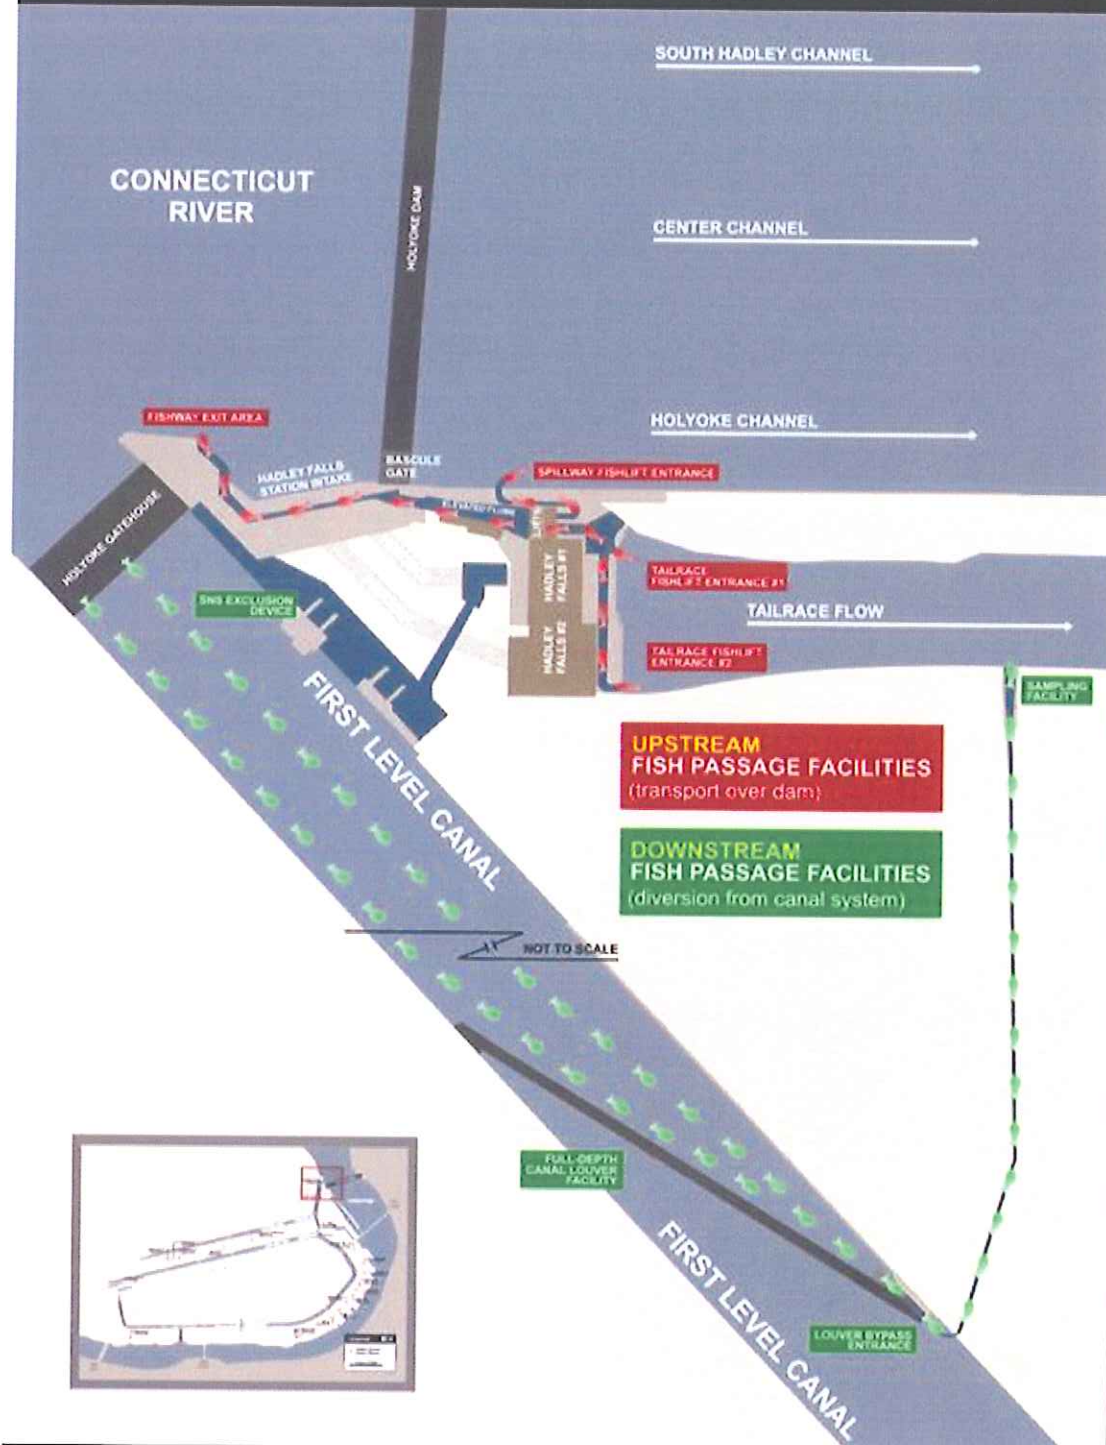 SOUTH HADLEY CHANNEL
CONNECTICUT
RIVER
HOLYOKE DAM
CENTER CHANNEL
FISHWAY EXIT AREA
HOLYOKE CHANNEL
HADLEY FALLS
STATION INTAKE
BASCULE
GATE
SPILLWAY FISHLIFT ENTRANCE
ELEVATED FLUME
HOLYOKE GATEHOUSE
HADLEY
FALLS #1
TAILRACE
FISHLIFT ENTRANCE #1
SNS EXCLUSION
DEVICE
TAILRACE FLOW
HADLEY
FALLS #2
TAILRACE FISHLIFT
ENTRANCE #2
SAMPLING
FACILITY
FIRST LEVEL CANAL
UPSTREAM
FISH PASSAGE FACILITIES
(transport over dam)
DOWNSTREAM
FISH PASSAGE FACILITIES
(diversion from canal system)
NOT TO SCALE
FULL-DEPTH
CANAL LOUVER
FACILITY
FIRST LEVEL CANAL
LOUVER BYPASS
ENTRANCE